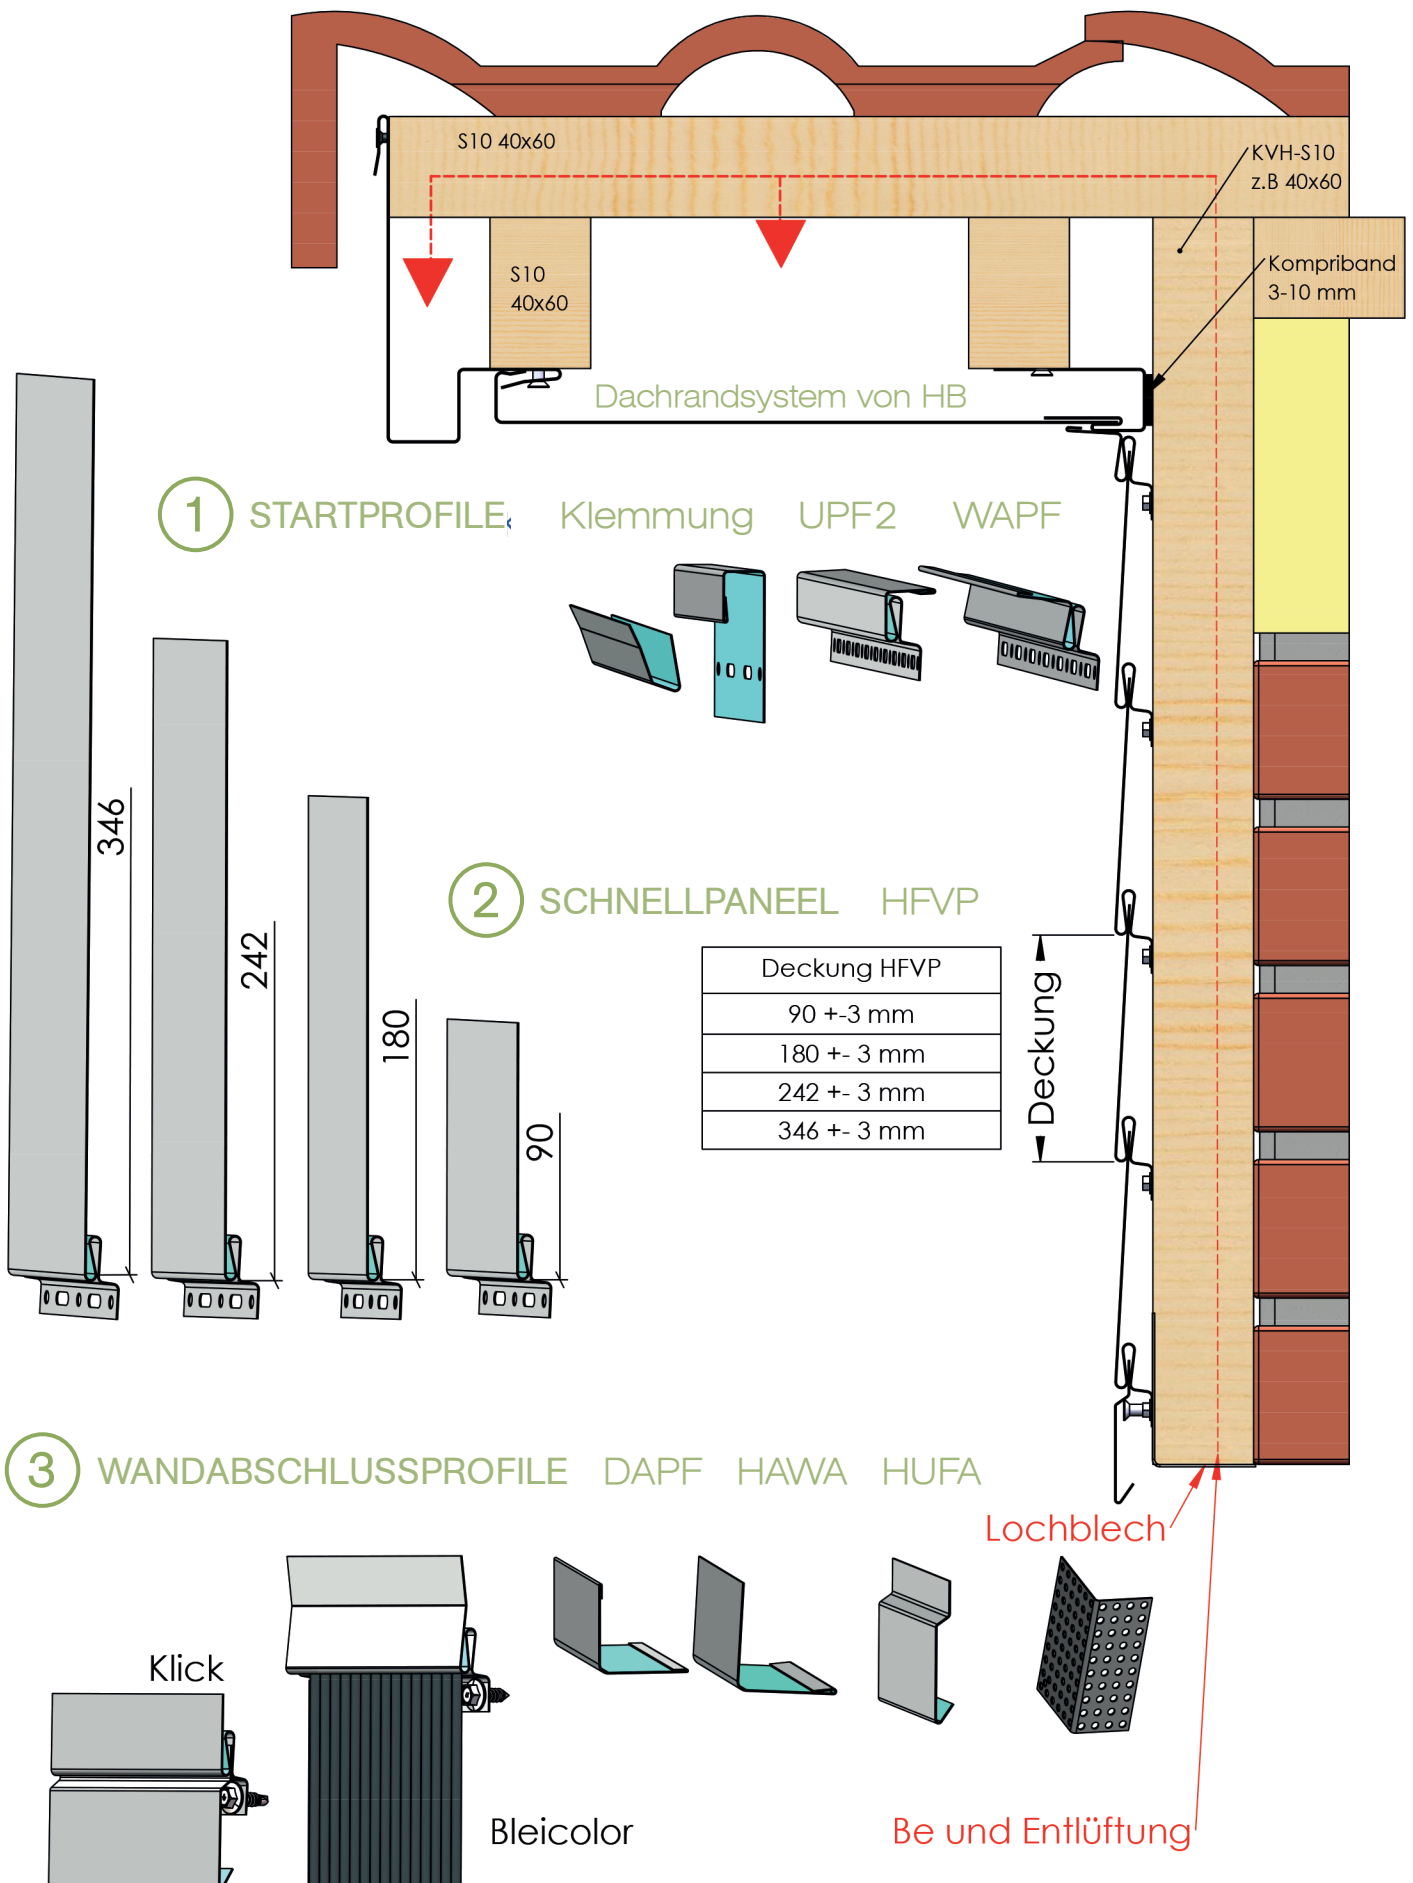 S10 40x60
KVH-S10
z.B 40x60
S10
40x60
Kompriband
3-10 mm
Dachrandsystem von HB
1 STARTPROFILE Klemmung UPF2 WAPF
346
242
180
90
2 SCHNELLPANEEL HFVP
Deckung HFVP
90 +-3 mm
180 +- 3 mm
242 +- 3 mm
346 +- 3 mm
Deckung
3 WANDABSCHLUSSPROFILE DAPF HAWA HUFA
Lochblech
Klick
Bleicolor
Be und Entlüftung